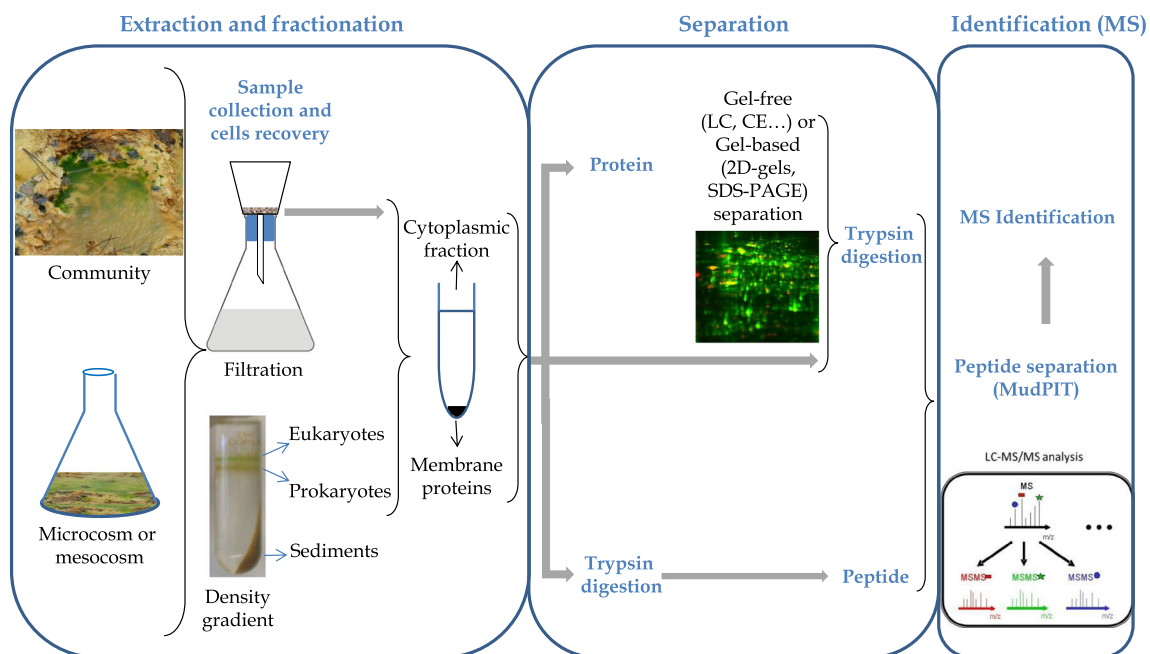 Extraction and fractionation
Separation
Identification (MS)
Sample
collection and
cells recovery
Community
Filtration
Microcosm or
mesocosm
Eukaryotes
Prokaryotes
Sediments
Density
gradient
Cytoplasmic
fraction
Membrane
proteins
Protein
Gel-free
(LC, CE…) or
Gel-based
(2D-gels,
SDS-PAGE)
separation
Trypsin
digestion
Trypsin
digestion
Peptide
MS Identification
Peptide separation
(MudPIT)
LC-MS/MS analysis
MS
m/z
MSMS
MSMS
MSMS
m/z
m/z
m/z